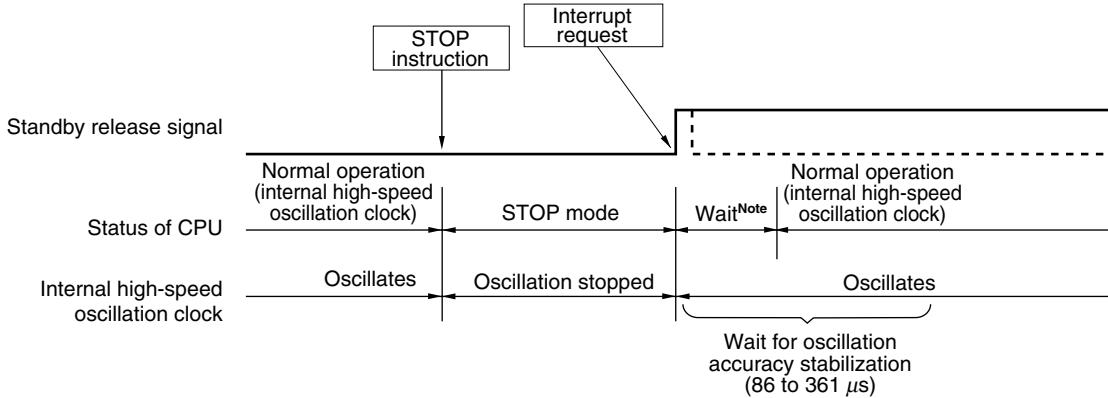 Interrupt
request
STOP
instruction
Standby release signal
Normal operation
(internal high-speed
oscillation clock)
Normal operation
(internal high-speed
oscillation clock)
Status of CPU
STOP mode
WaitNote
Internal high-speed
oscillation clock
Oscillates
Oscillation stopped
Oscillates
Wait for oscillation
accuracy stabilization
(86 to 361 μs)